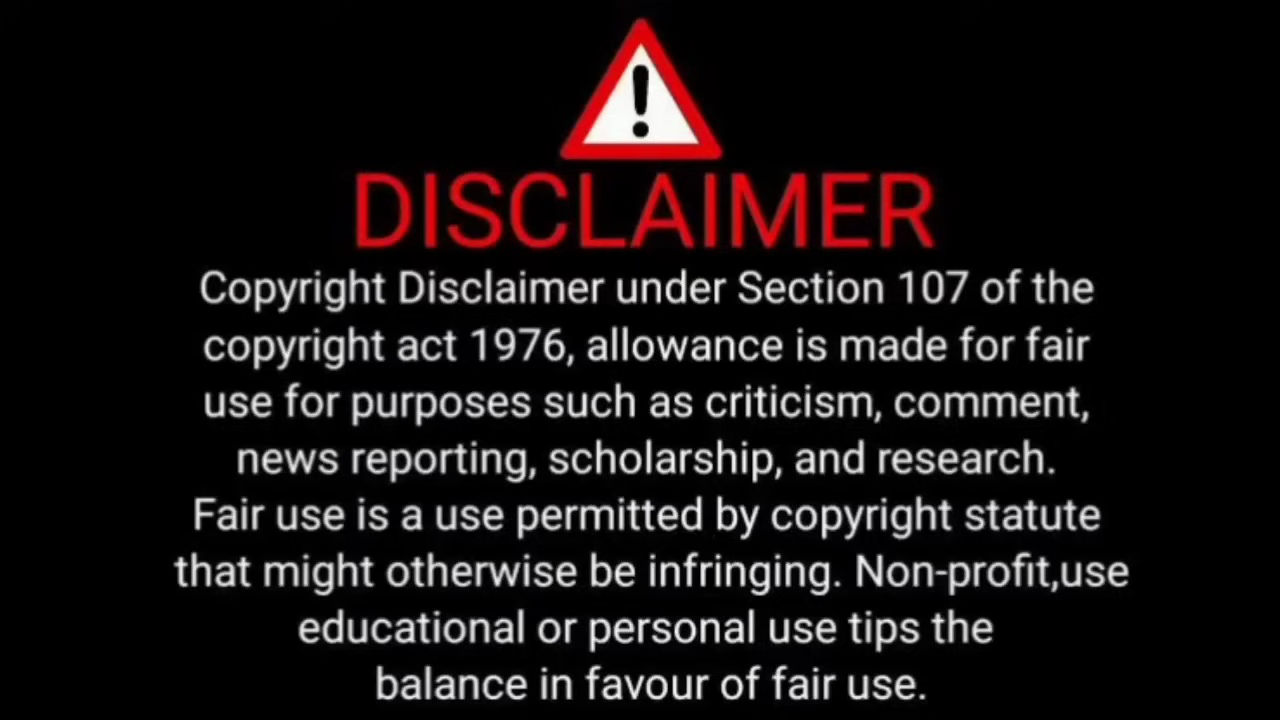 DISCLAIMER
Copyright Disclaimer under Section 107 of the
copyright act 1976, allowance is made for fair
use for purposes such as criticism, comment,
news reporting, scholarship, and research.
Fair use is a use permitted by copyright statute
that might otherwise be infringing. Non-profit,use
educational or personal use tips the
balance in favour of fair use.